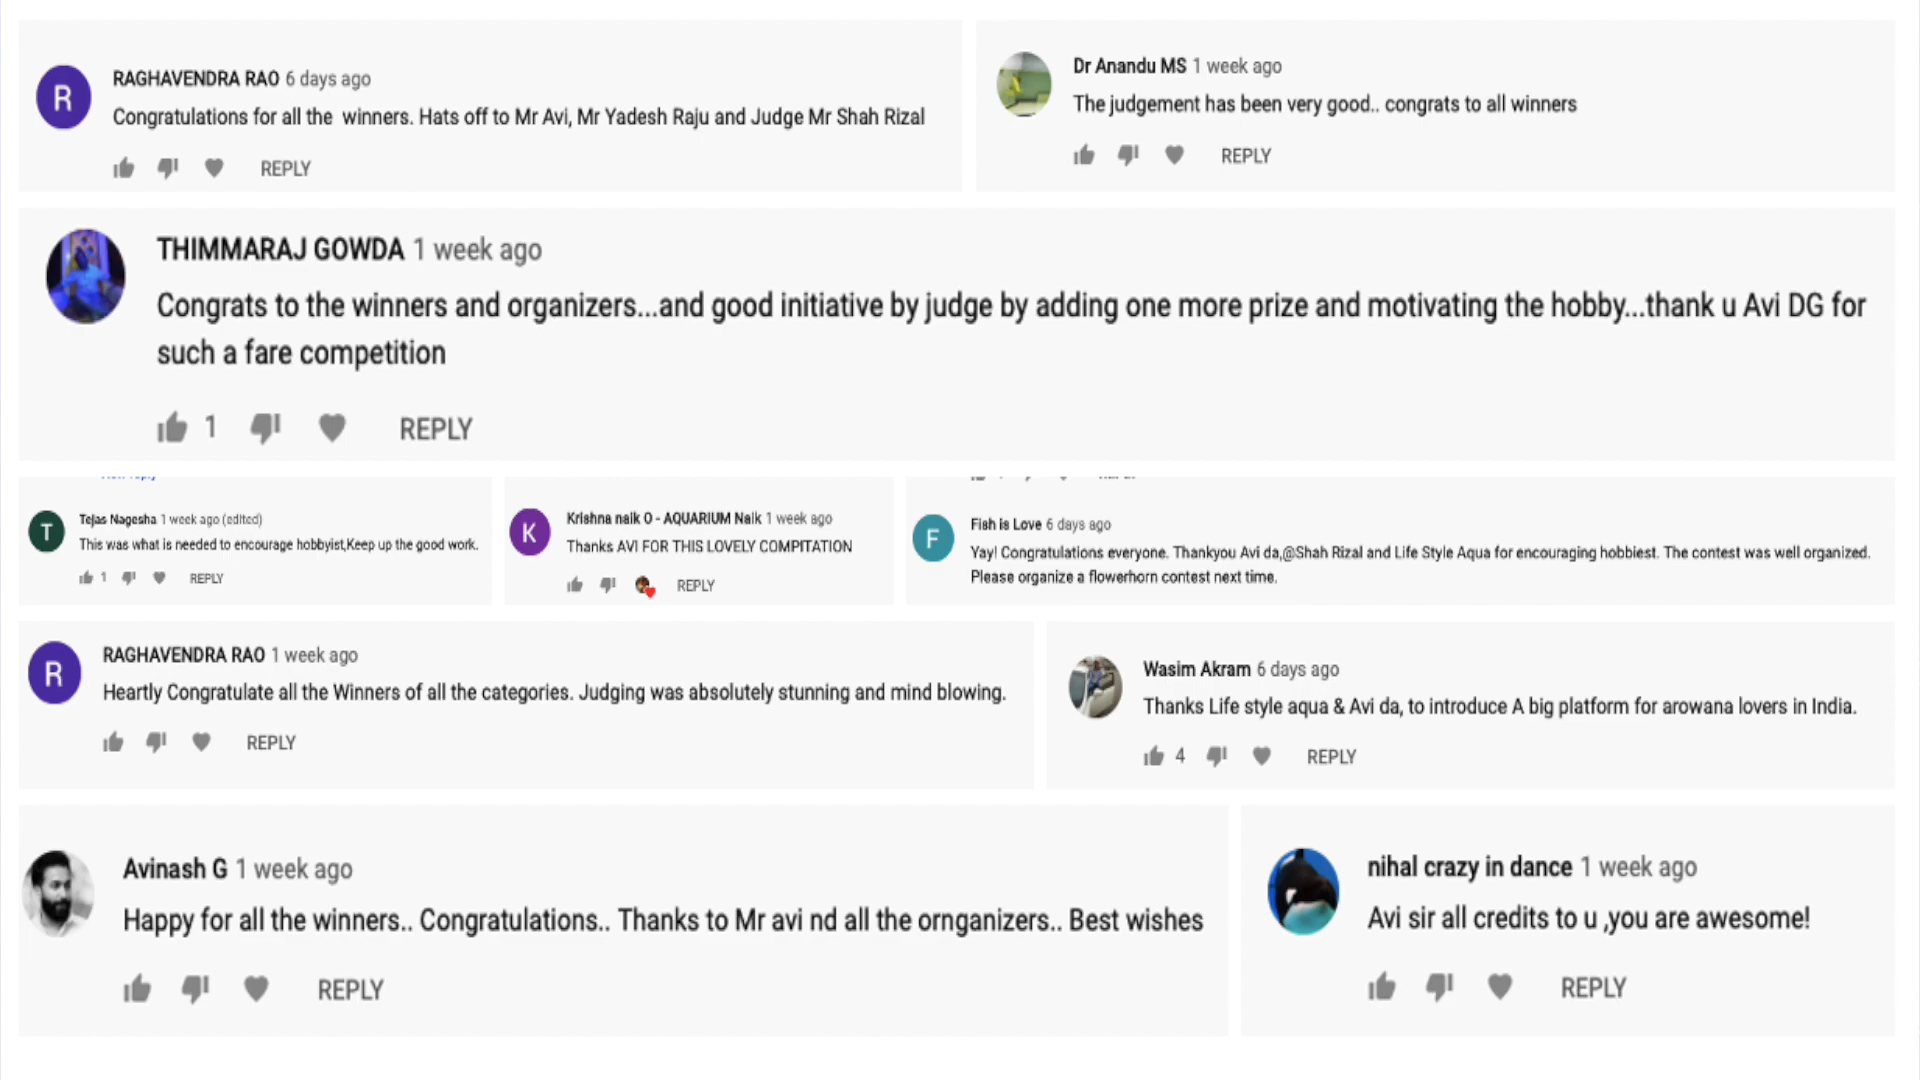 RAGHAVENDRA RAO 6 days ago
Congratulations for all the winners. Hats off to Mr Avi, Mr Yadesh Raju and Judge Mr Shah Rizal
REPLY
Dr Anandu MS 1 week ago
The judgement has been very good.. congrats to all winners
REPLY
THIMMARAJ GOWDA 1 week ago
Congrats to the winners and organizers...and good initiative by judge by adding one more prize and motivating the hobby...thank u Avi DG for
such a fare competition
1 REPLY
Tejas Nagesha 1 week ago (edited)
This was what is needed to encourage hobbyist,Keep up the good work.
1 REPLY
Krishna naik O - AQUARIUM Naik 1 week ago
Thanks AVI FOR THIS LOVELY COMPITATION
REPLY
Fish is Love 6 days ago
Yay! Congratulations everyone. Thankyou Avi da,@Shah Rizal and Life Style Aqua for encouraging hobbiest. The contest was well organized.
Please organize a flowerhorn contest next time.
RAGHAVENDRA RAO 1 week ago
Heartly Congratulate all the Winners of all the categories. Judging was absolutely stunning and mind blowing.
REPLY
Wasim Akram 6 days ago
Thanks Life style aqua & Avi da, to introduce A big platform for arowana lovers in India.
4 REPLY
Avinash G 1 week ago
Happy for all the winners.. Congratulations.. Thanks to Mr avi nd all the ornganizers.. Best wishes
REPLY
nihal crazy in dance 1 week ago
Avi sir all credits to u ,you are awesome!
REPLY
R
T
K
F
R